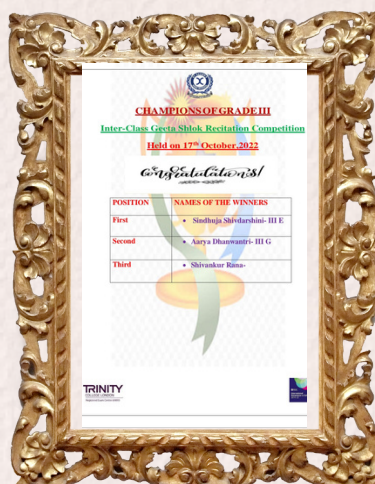 CHAMPIONS OF GRADE III
Inter-Class Geeta Shlok Recitation Competition
Held on 17th October,2022
Congratulations!
POSITION NAMES OF THE WINNERS
First • Sindhuja Shivdarshini- III E
Second • Aarya Dhanwantri- III G
Third • Shivankur Rana-
TRINITY
COLLEGE LONDON